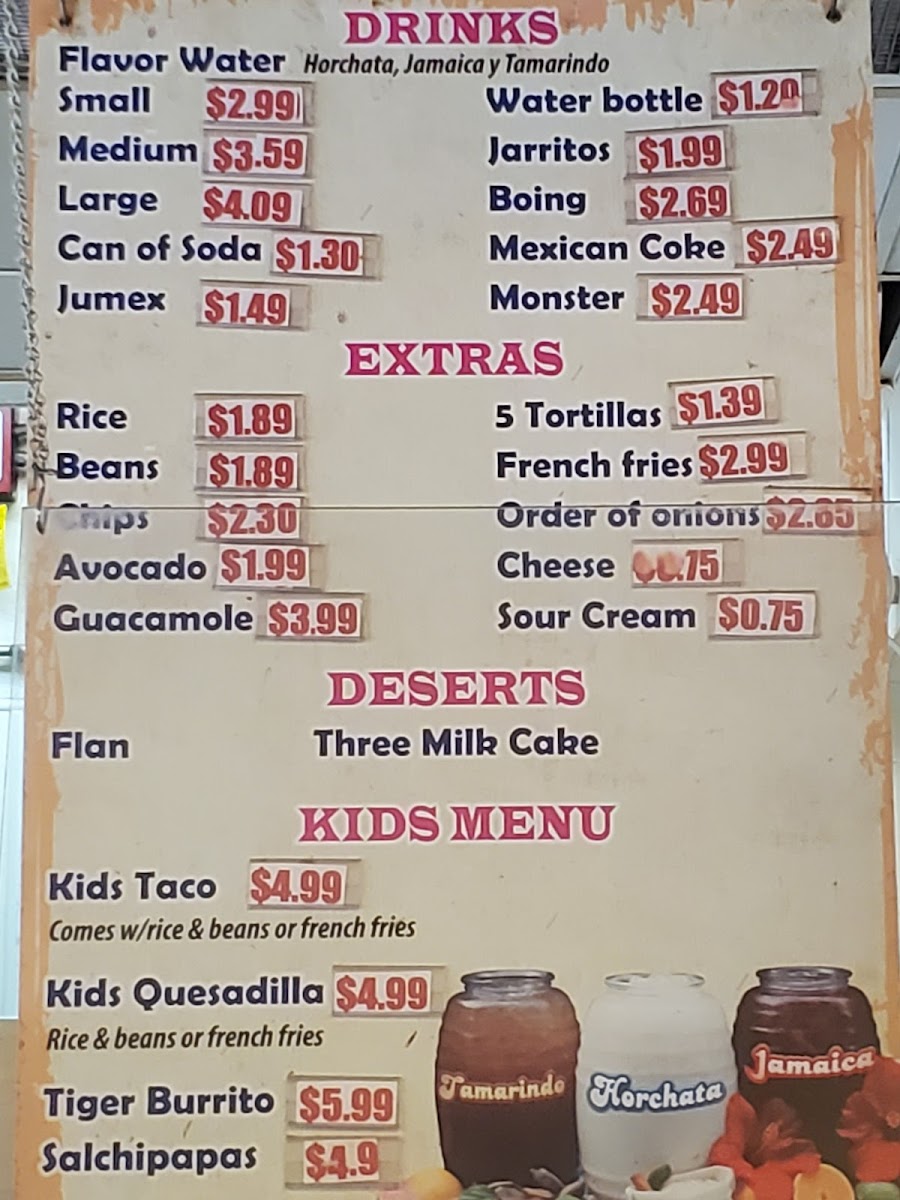 DRINKS
Flavor Water Horchata, Jamaica y Tamarindo
Small $2.99
Medium $3.59
Large $4.09
Can of Soda $1.30
Jumex $1.49
Water bottle
Jarritos $1.99
Boing $2.69
Mexican Coke $2.49
Monster $2.49
EXTRAS
Rice $1.89
Beans $1.89
Chips $2.30
Avocado $1.99
Guacamole $3.99
5 Tortillas $1.39
French fries $2.99
Order of onions
Cheese
Sour Cream $0.75
DESERTS
Flan Three Milk Cake
KIDS MENU
Kids Taco $4.99
Comes w/rice & beans or french fries
Kids Quesadilla $4.99
Rice & beans or french fries
Tiger Burrito $5.99
Salchipapas $4.9
Tamarindo
Horchata
Jamaica